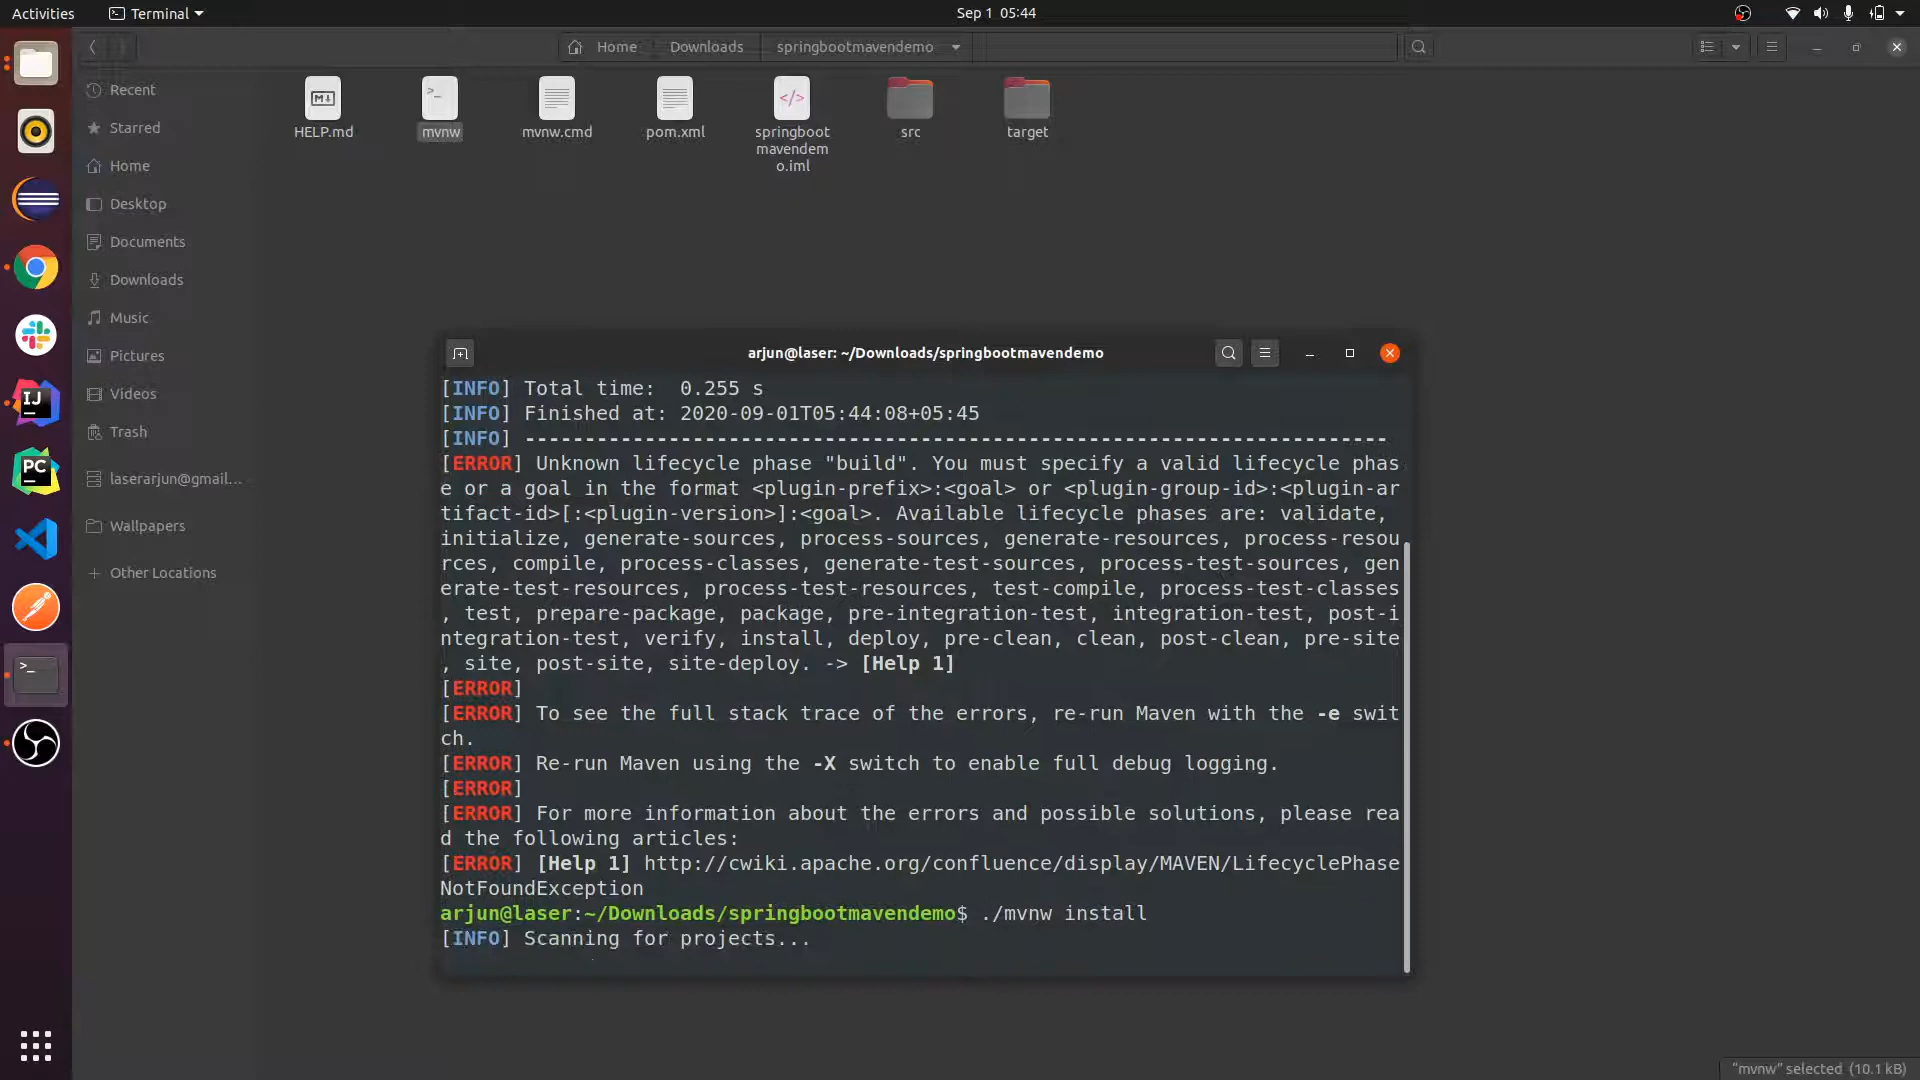 Activities
Terminal
Sep 1 05:44
Home
Downloads
springbootmavendemo
Recent
Starred
Home
Desktop
Documents
Downloads
Music
Pictures
Videos
Trash
laserarjun@gmail...
Wallpapers
+ Other Locations
HELP.md
mvnw
mvnw.cmd
pom.xml
springboot
mavendem
o.iml
src
target
M↓
>_
</>
IJ
PC
>_
arjun@laser: ~/Downloads/springbootmavendemo
[INFO] Total time:  0.255 s
[INFO] Finished at: 2020-09-01T05:44:08+05:45
[INFO] ------------------------------------------------------------------------
[ERROR] Unknown lifecycle phase "build". You must specify a valid lifecycle phas
e or a goal in the format <plugin-prefix>:<goal> or <plugin-group-id>:<plugin-ar
tifact-id>[:<plugin-version>]:<goal>. Available lifecycle phases are: validate,
initialize, generate-sources, process-sources, generate-resources, process-resou
rces, compile, process-classes, generate-test-sources, process-test-sources, gen
erate-test-resources, process-test-resources, test-compile, process-test-classes
, test, prepare-package, package, pre-integration-test, integration-test, post-i
ntegration-test, verify, install, deploy, pre-clean, clean, post-clean, pre-site
, site, post-site, site-deploy. -> [Help 1]
[ERROR]
[ERROR] To see the full stack trace of the errors, re-run Maven with the -e swit
ch.
[ERROR] Re-run Maven using the -X switch to enable full debug logging.
[ERROR]
[ERROR] For more information about the errors and possible solutions, please rea
d the following articles:
[ERROR] [Help 1] http://cwiki.apache.org/confluence/display/MAVEN/LifecyclePhase
NotFoundException
arjun@laser:~/Downloads/springbootmavendemo$ ./mvnw install
[INFO] Scanning for projects...
"mvnw" selected (10.1 kB)